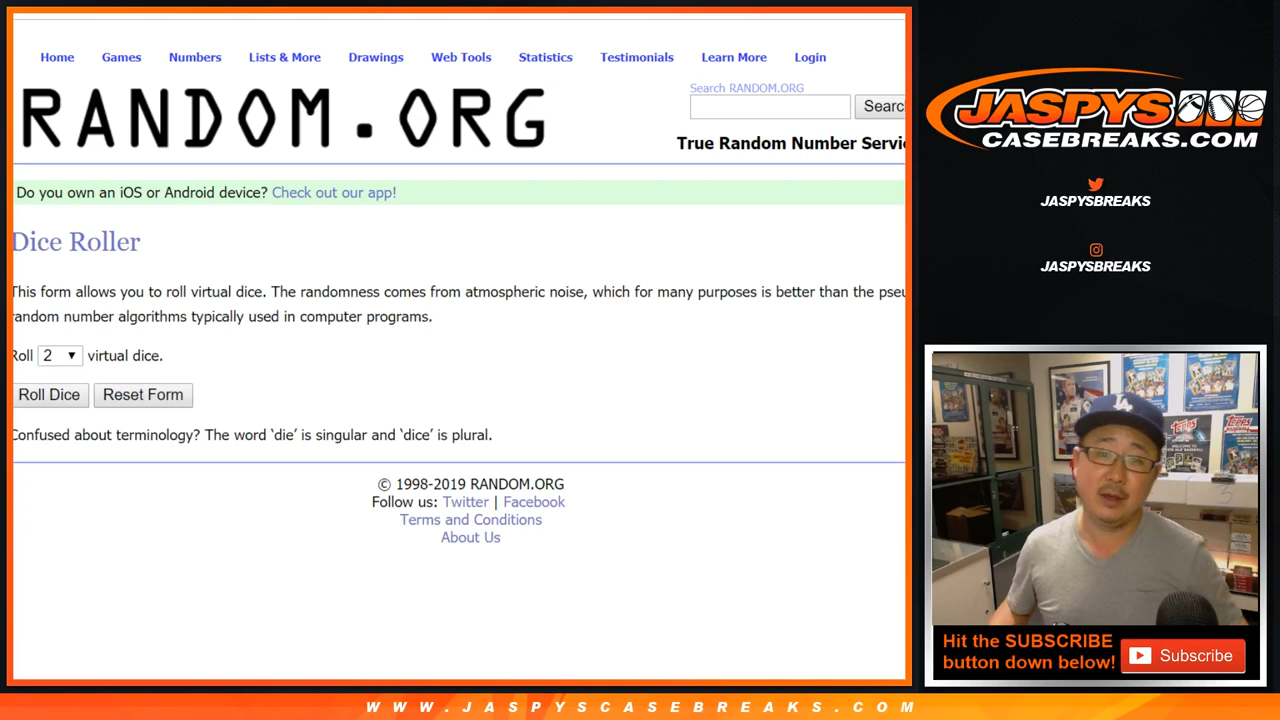 Home Games Numbers Lists & More Drawings Web Tools Statistics Testimonials Learn More Login
Search RANDOM.ORG
RANDOM.ORG
Searc
True Random Number Servi
Do you own an iOS or Android device? Check out our app!
Dice Roller
This form allows you to roll virtual dice. The randomness comes from atmospheric noise, which for many purposes is better than the pseu
random number algorithms typically used in computer programs.
Roll 2 virtual dice.
Roll Dice Reset Form
Confused about terminology? The word ‘die’ is singular and ‘dice’ is plural.
© 1998-2019 RANDOM.ORG
Follow us: Twitter | Facebook
Terms and Conditions
About Us
JASPYS
CASEBREAKS.COM
JASPYSBREAKS
JASPYSBREAKS
LA
topps
Hit the SUBSCRIBE
button down below!
Subscribe
WWW.JASPYSCASEBREAKS.COM